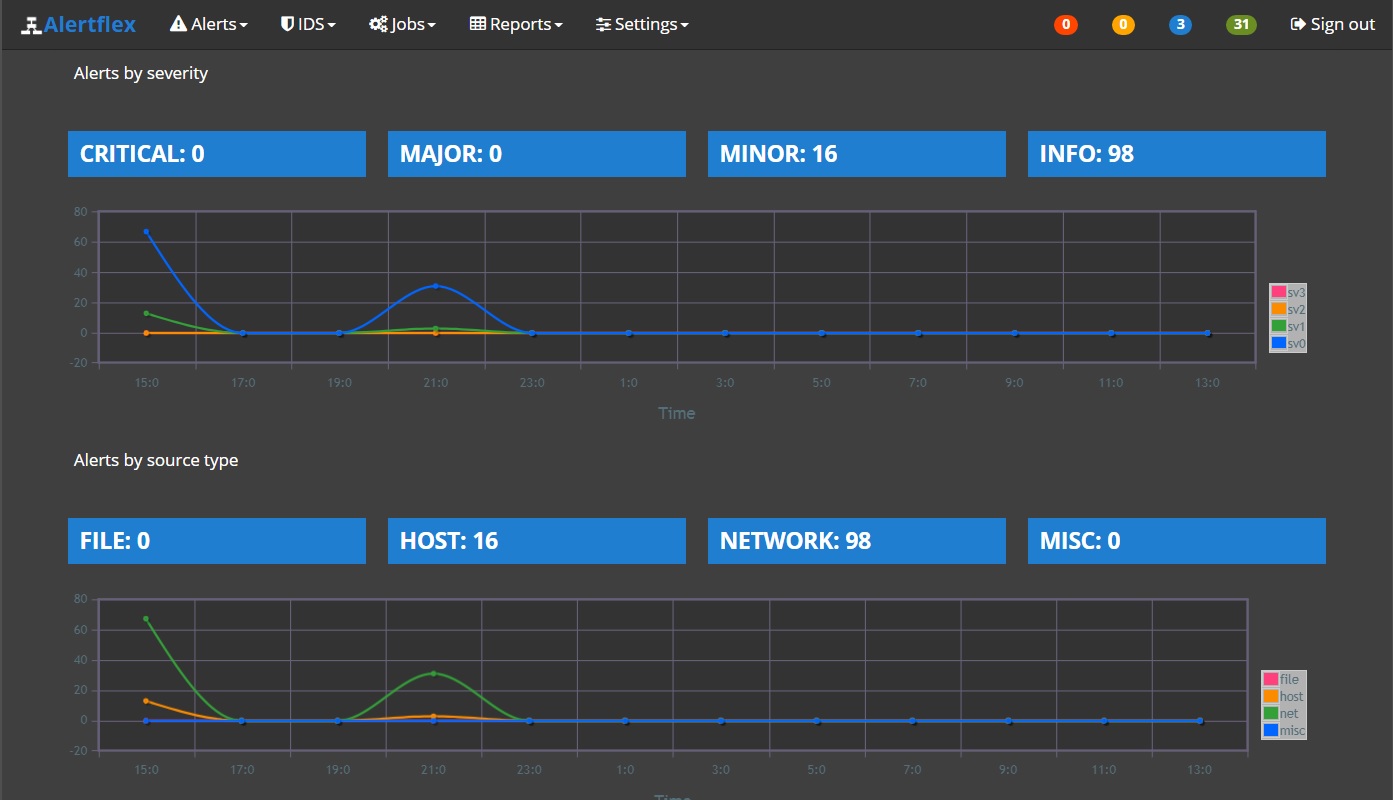 Alertflex Alerts IDS Jobs Reports Settings 0 0 3 31 Sign out
Alerts by severity
CRITICAL: 0 MAJOR: 0 MINOR: 16 INFO: 98
80
60
40
20
0
-20
sv3
sv2
sv1
sv0
15:0 17:0 19:0 21:0 23:0 1:0 3:0 5:0 7:0 9:0 11:0 13:0
Time
Alerts by source type
FILE: 0 HOST: 16 NETWORK: 98 MISC: 0
80
60
40
20
0
-20
file
host
net
misc
15:0 17:0 19:0 21:0 23:0 1:0 3:0 5:0 7:0 9:0 11:0 13:0
Time